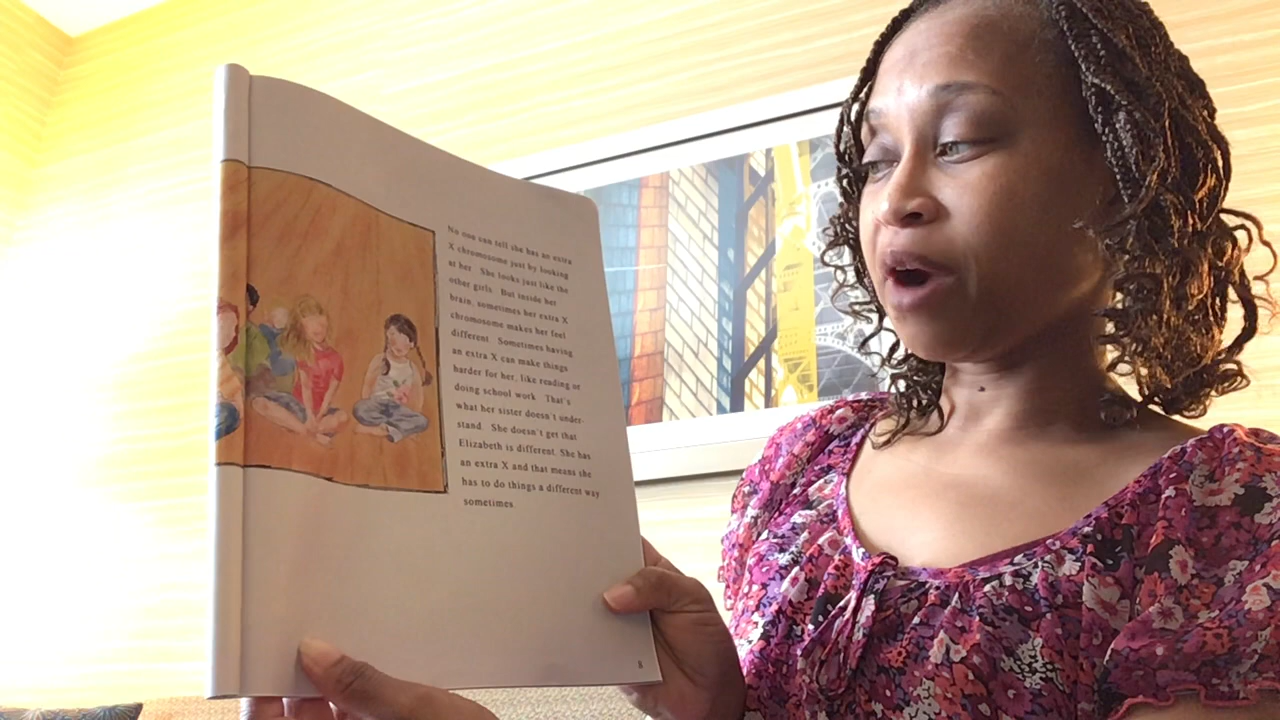 No one can tell she has an extra
X chromosome just by looking
at her. She looks just like the
other girls. But inside her
brain, sometimes her extra X
chromosome makes her feel
different. Sometimes having
an extra X can make things
harder for her, like reading or
doing school work. That's
what her sister doesn't under-
stand. She doesn't get that
Elizabeth is different. She has
an extra X and that means she
has to do things a different way
sometimes.
8